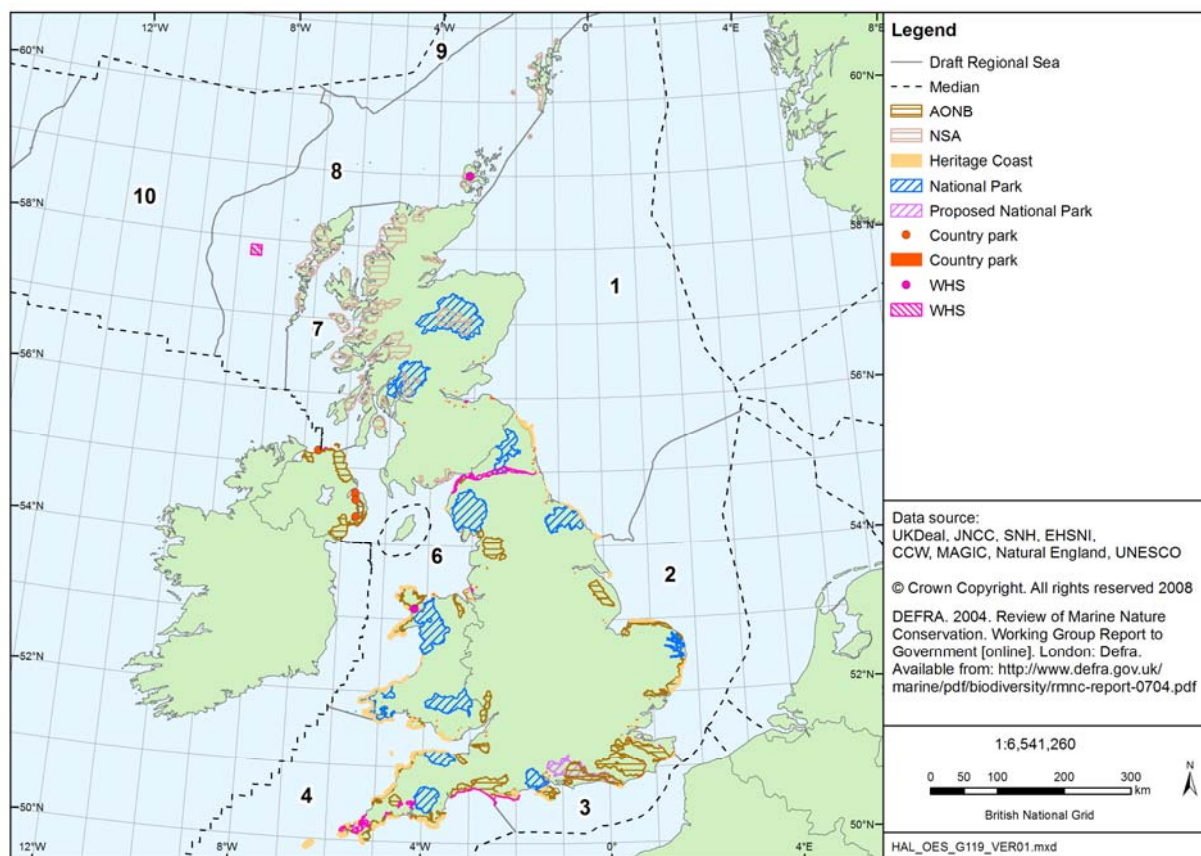 12°W
8°W
4°W
0°
4°E
60°N
58°N
56°N
54°N
52°N
50°N
60°N
58°N
56°N
54°N
52°N
50°N
12°W
8°W
4°W
0°
4°E
9
8
10
1
7
6
2
4
3
Legend
Draft Regional Sea
Median
AONB
NSA
Heritage Coast
National Park
Proposed National Park
Country park
Country park
WHS
WHS
Data source:
UKDeal, JNCC, SNH, EHSNI,
CCW, MAGIC, Natural England, UNESCO
© Crown Copyright. All rights reserved 2008
DEFRA. 2004. Review of Marine Nature
Conservation. Working Group Report to
Government [online]. London: Defra.
Available from: http://www.defra.gov.uk/
marine/pdf/biodiversity/rmnc-report-0704.pdf
1:6,541,260
0 50 100 200 300
km
N
British National Grid
HAL_OES_G119_VER01.mxd